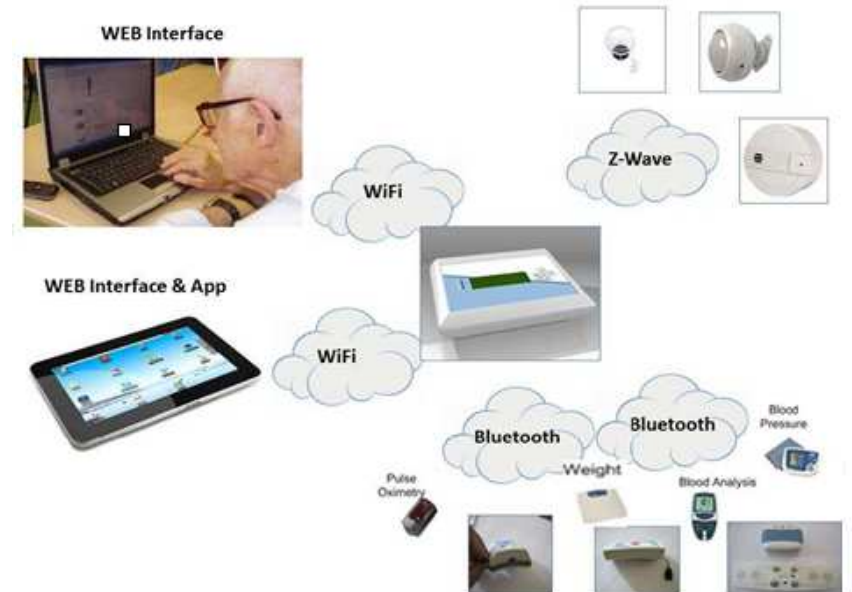 WEB Interface
WiFi
Z-Wave
WEB Interface & App
WiFi
Bluetooth
Bluetooth
Blood
Pressure
Weight
Pulse
Oximetry
Blood Analysis